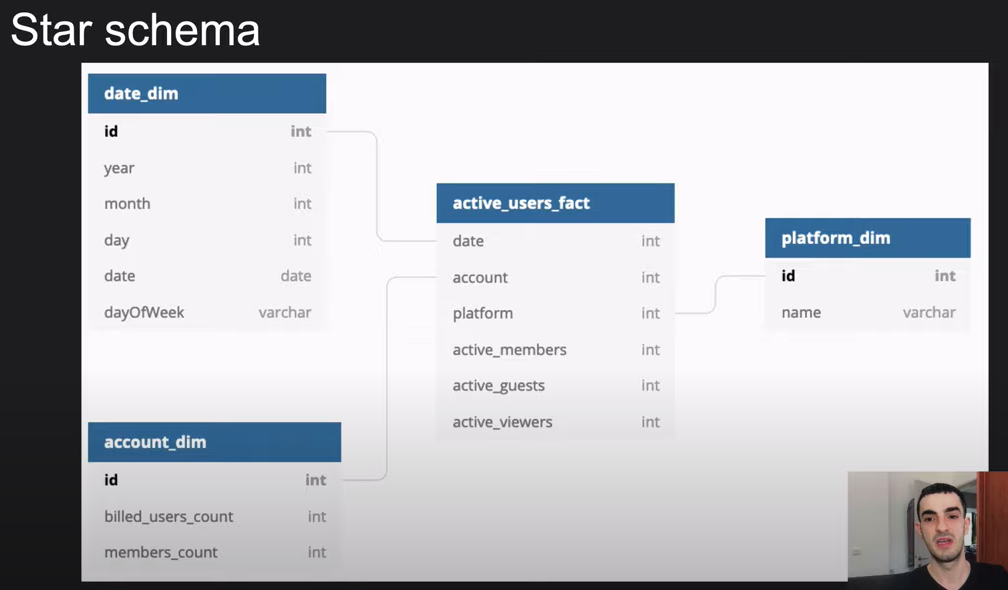 Star schema
date_dim
id int
year int
month int
day int
date date
dayOfWeek varchar
active_users_fact
date int
account int
platform int
active_members int
active_guests int
active_viewers int
platform_dim
id int
name varchar
account_dim
id int
billed_users_count int
members_count int